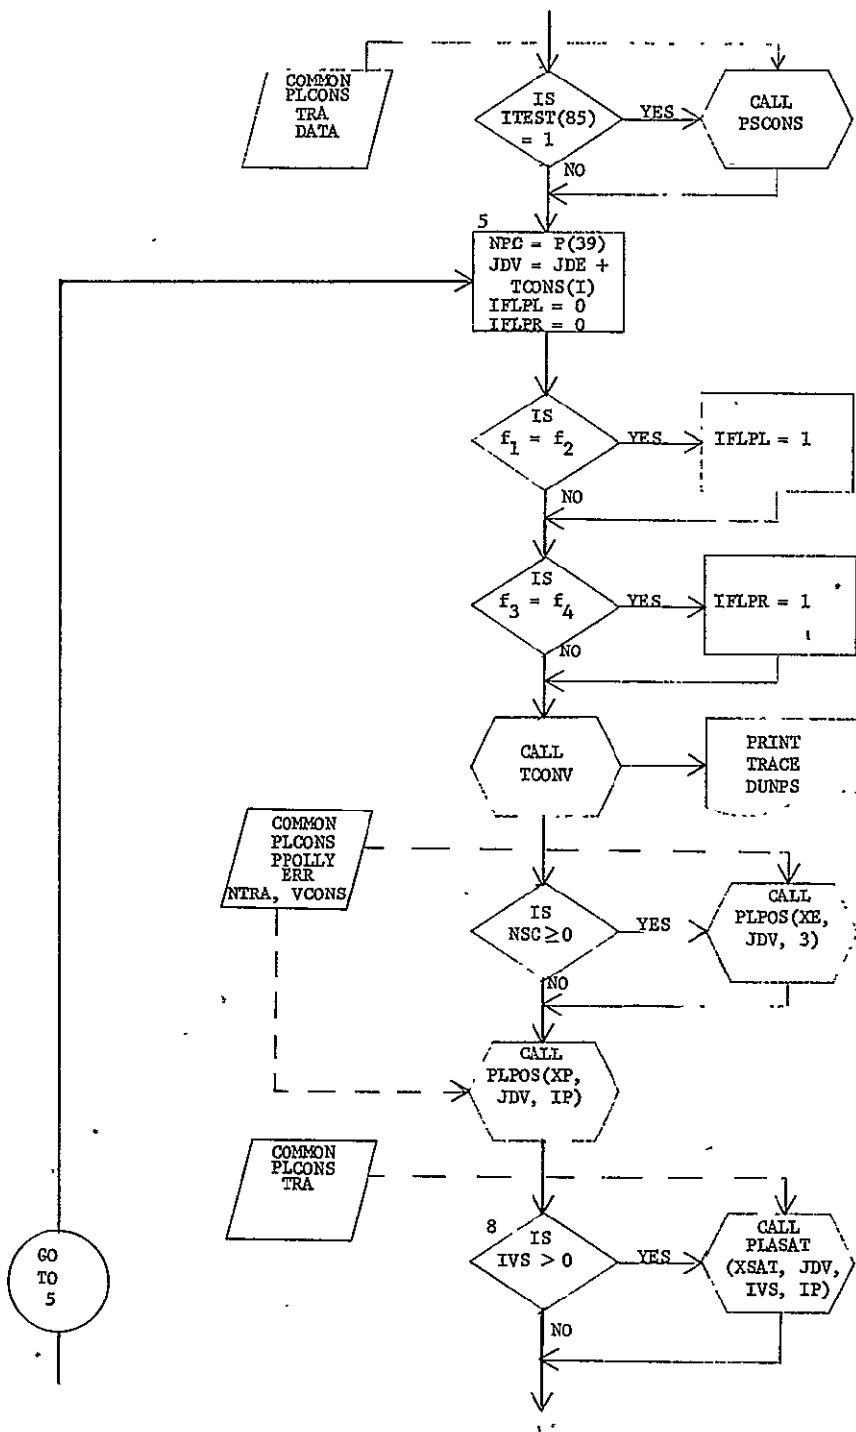 COMMON
PLCONS
TRA
DATA
IS
ITEST(85)
= 1
YES
CALL
PSCONS
NO
5
NPC = P(39)
JDV = JDE +
TCONS(I)
IFLPL = 0
IFLPR = 0
IS
f1 = f2
YES
IFLPL = 1
NO
IS
f3 = f4
YES
IFLPR = 1
NO
CALL
TCONV
PRINT
TRACE
DUNPS
COMMON
PLCONS
PPOLLY
ERR
NTRA, VCONS
IS
NSC ≥ 0
YES
CALL
PLPOS(XE,
JDV, 3)
NO
CALL
PLPOS(XP,
JDV, IP)
COMMON
PLCONS
TRA
8
IS
IVS > 0
YES
CALL
PLASAT
(XSAT, JDV,
IVS, IP)
NO
GO
TO
5